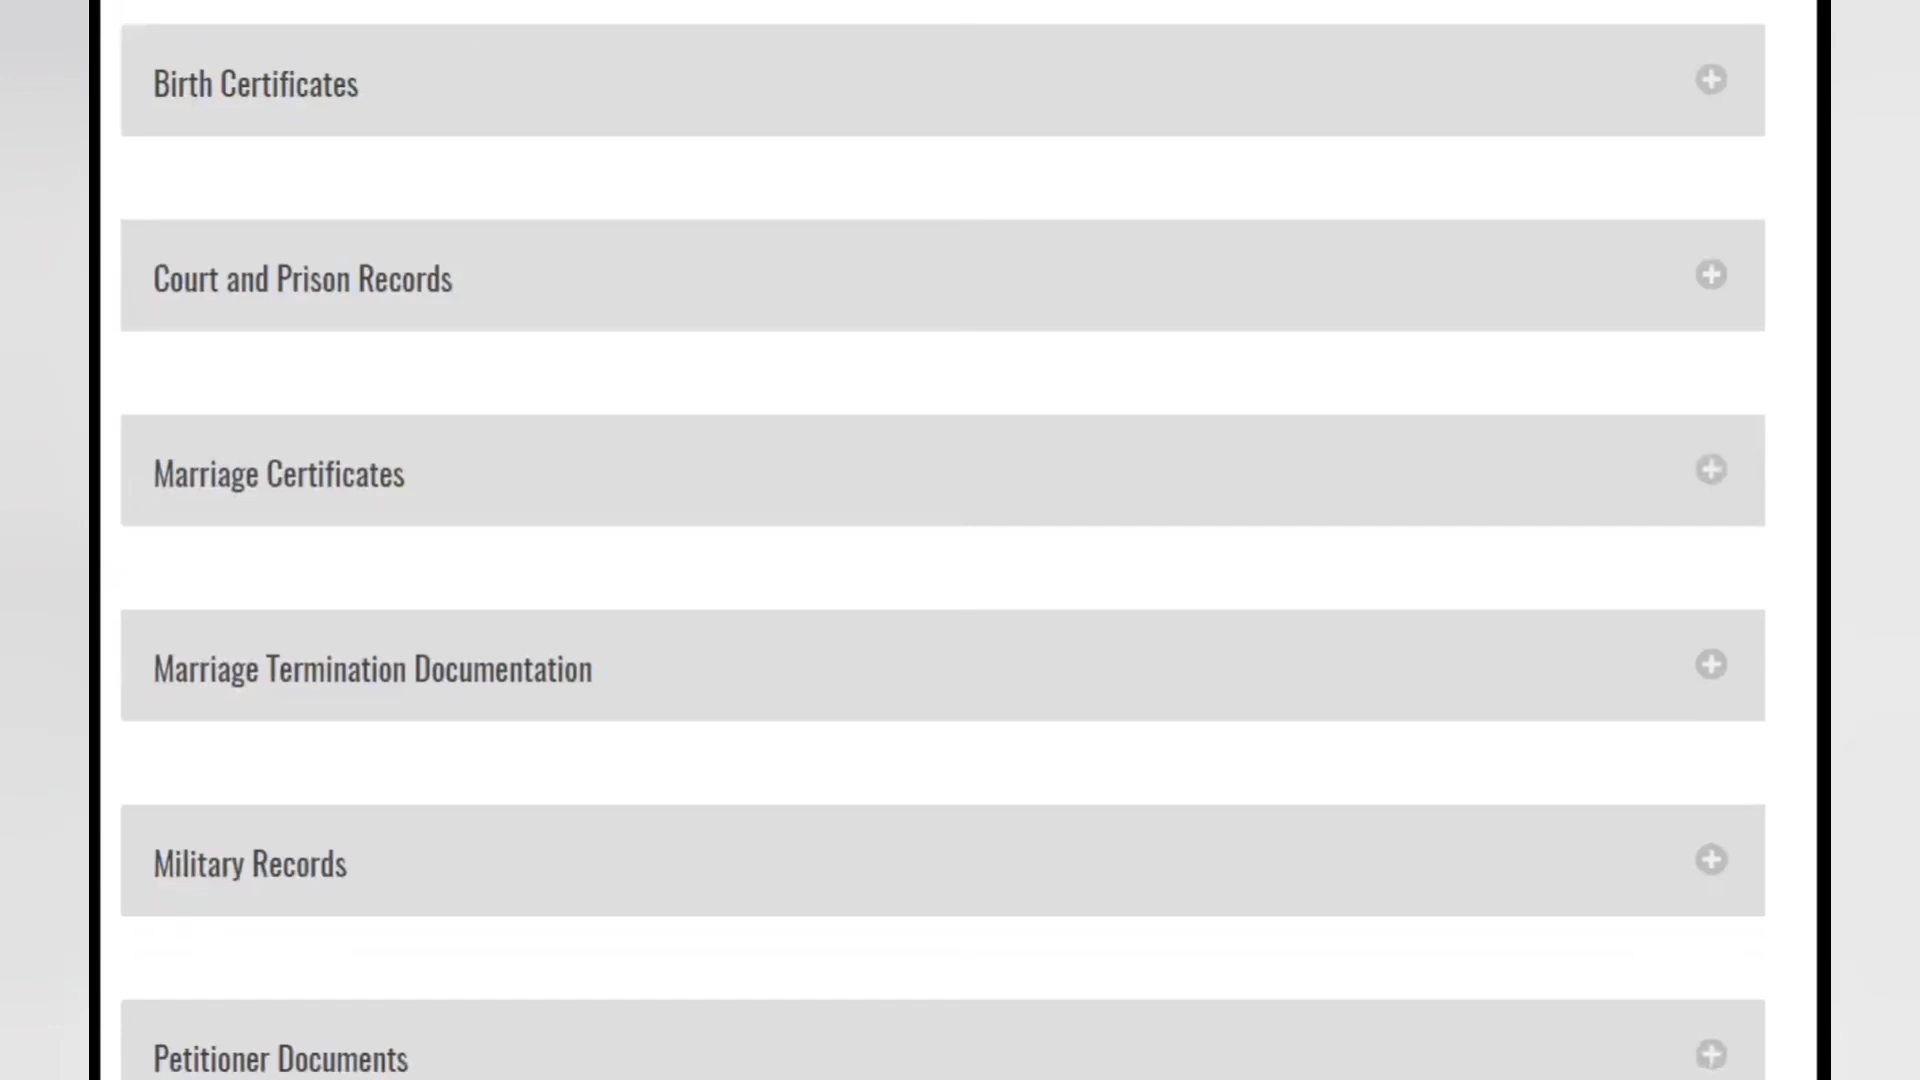 Birth Certificates
Court and Prison Records
Marriage Certificates
Marriage Termination Documentation
Military Records
Petitioner Documents